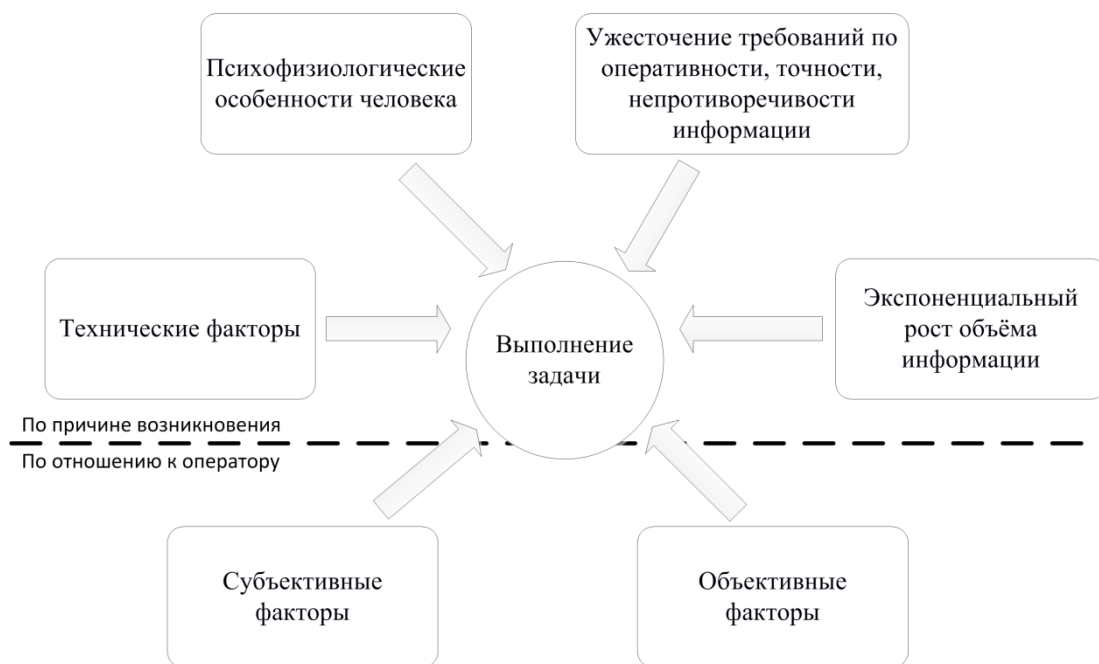 Психофизиологические
особенности человека
Ужесточение требований по
оперативности, точности,
непротиворечивости
информации
Технические факторы
Выполнение
задачи
Экспоненциальный
рост объёма
информации
По причине возникновения
По отношению к оператору
Субъективные
факторы
Объективные
факторы